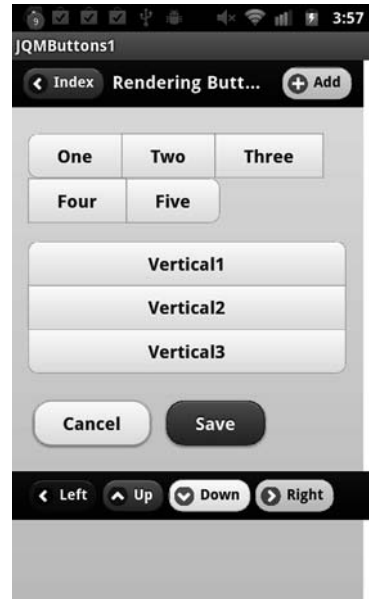 9 3:57
JQMButtons1
Index Rendering Butt... Add
One Two Three
Four Five
Vertical1
Vertical2
Vertical3
Cancel Save
Left Up Down Right